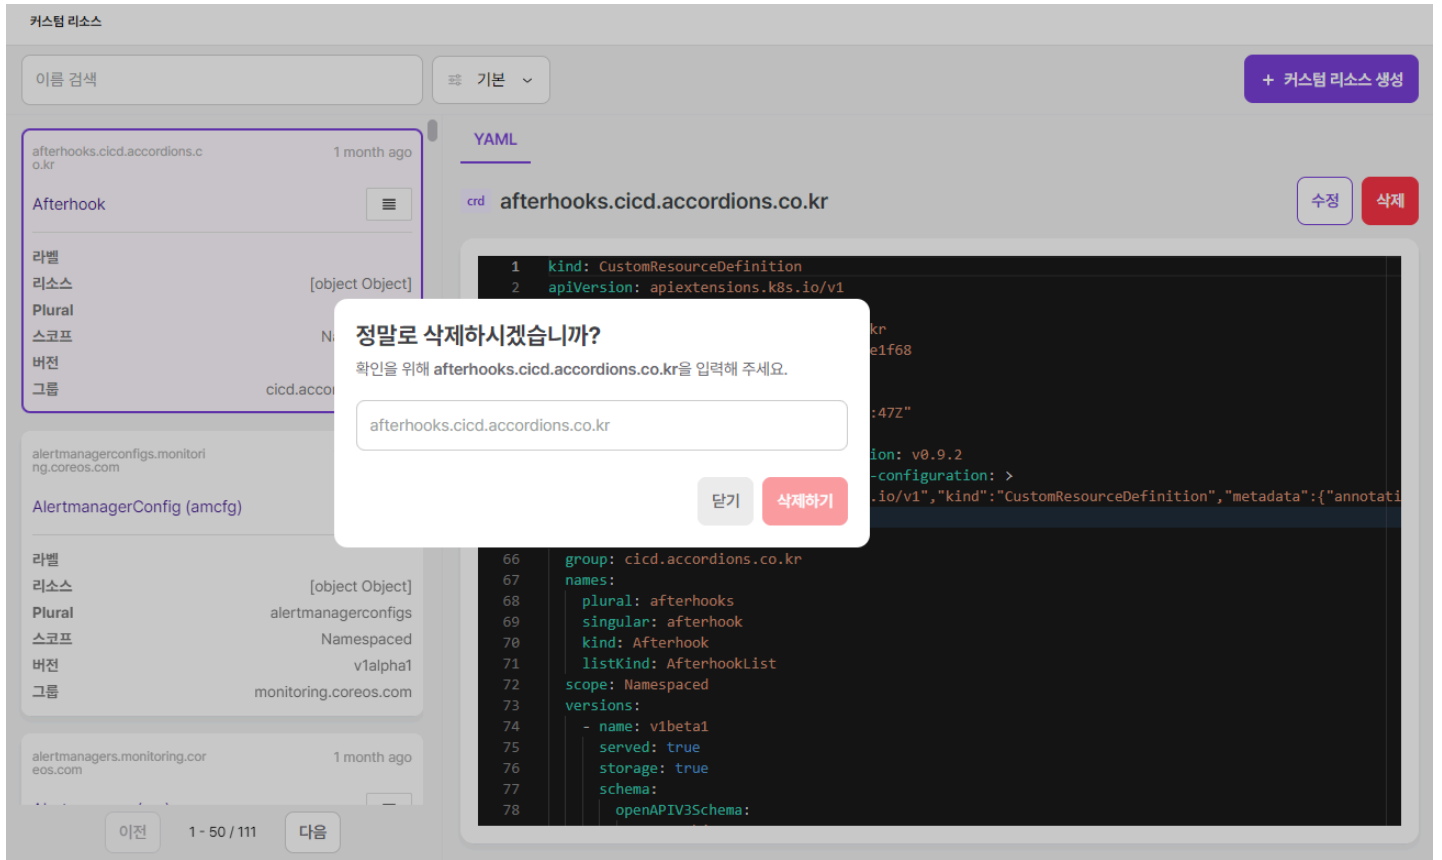 커스텀 리소스
이름 검색
기본
+ 커스텀 리소스 생성
afterhooks.cicd.accordions.c
o.kr
1 month ago
Afterhook
라벨
리소스 [object Object]
Plural
스코프
버전
그룹 cicd.accor
alertmanagerconfigs.monitori
ng.coreos.com
AlertmanagerConfig (amcfg)
라벨
리소스 [object Object]
Plural alertmanagerconfigs
스코프 Namespaced
버전 v1alpha1
그룹 monitoring.coreos.com
alertmanagers.monitoring.cor
eos.com
1 month ago
이전 1 - 50 / 111 다음
YAML
crd afterhooks.cicd.accordions.co.kr
수정 삭제
1 kind: CustomResourceDefinition
2 apiVersion: apiextensions.k8s.io/v1
kr
e1f68
:47Z"
ion: v0.9.2
-configuration: >
.io/v1","kind":"CustomResourceDefinition","metadata":{"annotati
66 group: cicd.accordions.co.kr
67 names:
68 plural: afterhooks
69 singular: afterhook
70 kind: Afterhook
71 listKind: AfterhookList
72 scope: Namespaced
73 versions:
74 - name: v1beta1
75 served: true
76 storage: true
77 schema:
78 openAPIV3Schema:
정말로 삭제하시겠습니까?
확인을 위해 afterhooks.cicd.accordions.co.kr을 입력해 주세요.
afterhooks.cicd.accordions.co.kr
닫기 삭제하기